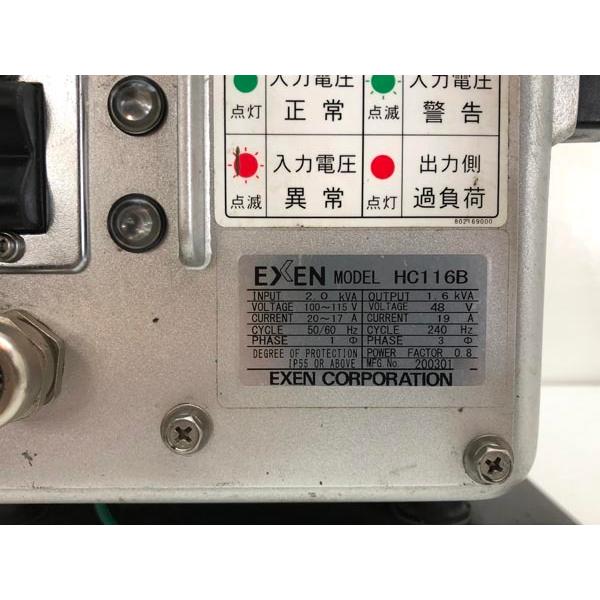 入力電圧 入力電圧
点灯 正常 点滅 警告
入力電圧 出力側
点滅 異常 点灯 過負荷
802169000
EXEN MODEL HC116B
INPUT 2.0 kVA OUTPUT 1.6 kVA
VOLTAGE 100~115 V VOLTAGE 48 V
CURRENT 20~17 A CURRENT 19 A
CYCLE 50/60 Hz CYCLE 240 Hz
PHASE 1 Φ PHASE 3 Φ
DEGREE OF PROTECTION POWER FACTOR 0.8
IP55 OR ABOVE MFG No. 200301
EXEN CORPORATION